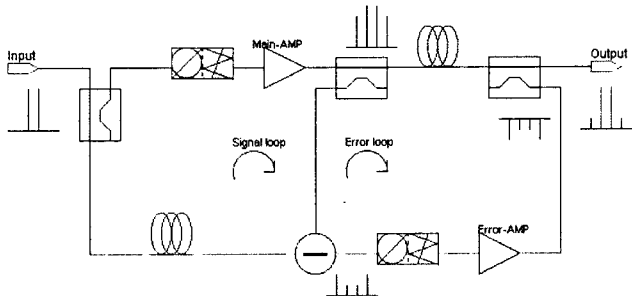 Input
Main-AMP
Output
Signal loop
Error loop
Error-AMP